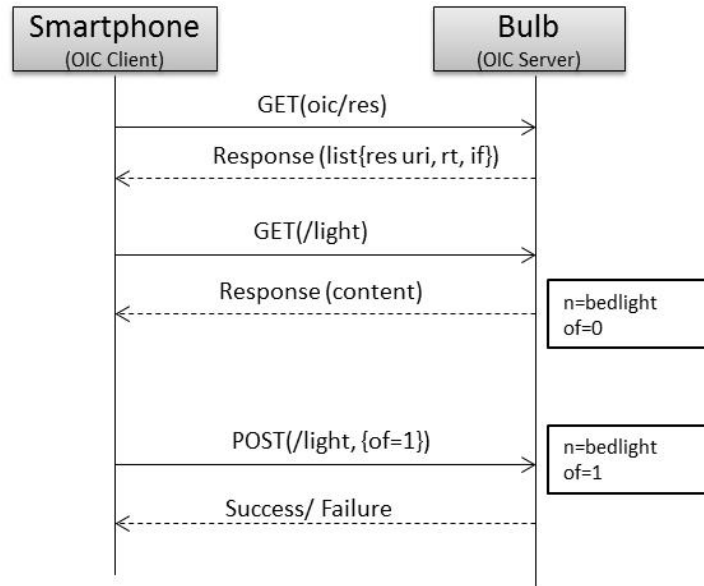 Smartphone
(OIC Client)
Bulb
(OIC Server)
GET(oic/res)
Response (list{res uri, rt, if})
GET(/light)
Response (content)
n=bedlight
of=0
POST(/light, {of=1})
n=bedlight
of=1
Success/ Failure